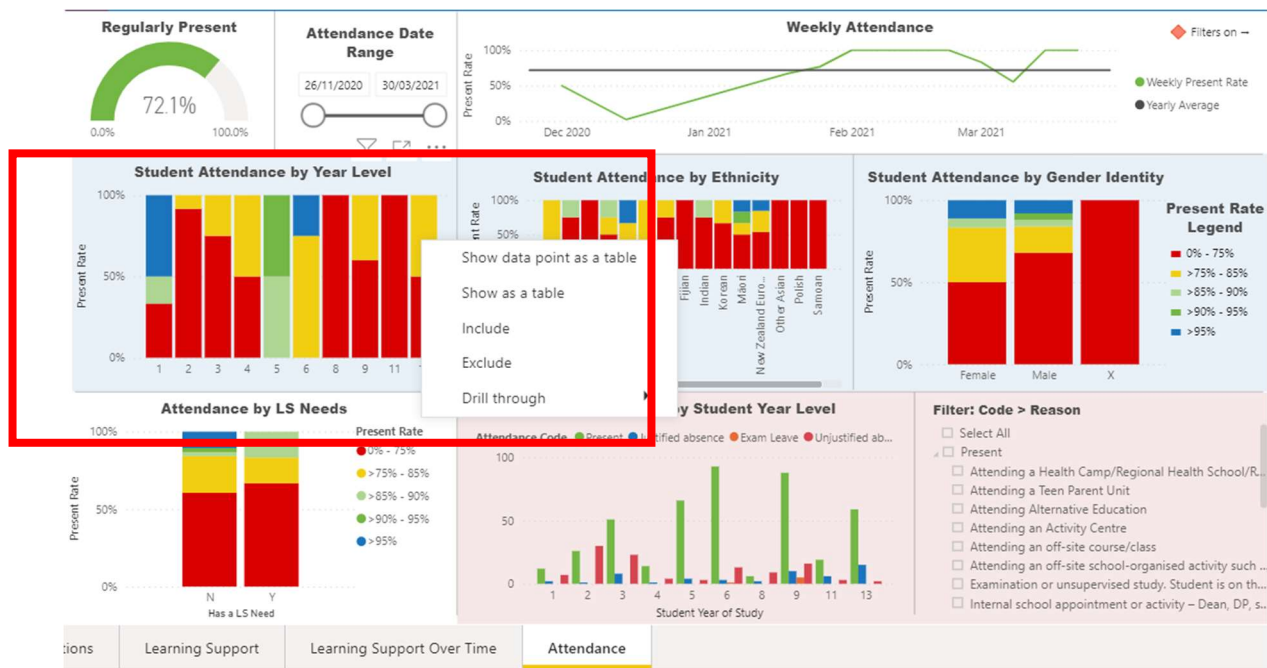 Regularly Present
72.1%
0.0%
100.0%
Attendance Date
Range
26/11/2020
30/03/2021
Weekly Attendance
Filters on
Present Rate
100%
50%
0%
Dec 2020
Jan 2021
Feb 2021
Mar 2021
Weekly Present Rate
Yearly Average
Student Attendance by Year Level
Present Rate
100%
50%
0%
1 2 3 4 5 6 8 9 11
Student Attendance by Ethnicity
Rate
100%
50%
Fijian
Indian
Korean
Māori
New Zealand Euro...
Other Asian
Polish
Samoan
Show data point as a table
Show as a table
Include
Exclude
Drill through
Student Attendance by Gender Identity
Present Rate
100%
50%
0%
Female
Male
X
Present Rate
Legend
0% - 75%
>75% - 85%
>85% - 90%
>90% - 95%
>95%
Attendance by LS Needs
Present Rate
100%
50%
0%
N
Y
Has a LS Need
Present Rate
0% - 75%
>75% - 85%
>85% - 90%
>90% - 95%
>95%
by Student Year Level
Attendance Code Present Justified absence Exam Leave Unjustified ab...
100
50
0
1 2 3 4 5 6 8 9 11 13
Student Year of Study
Filter: Code > Reason
Select All
Present
Attending a Health Camp/Regional Health School/R...
Attending a Teen Parent Unit
Attending Alternative Education
Attending an Activity Centre
Attending an off-site course/class
Attending an off-site school-organised activity such ...
Examination or unsupervised study. Student is on th...
Internal school appointment or activity – Dean, DP, s...
Learning Support
Learning Support Over Time
Attendance